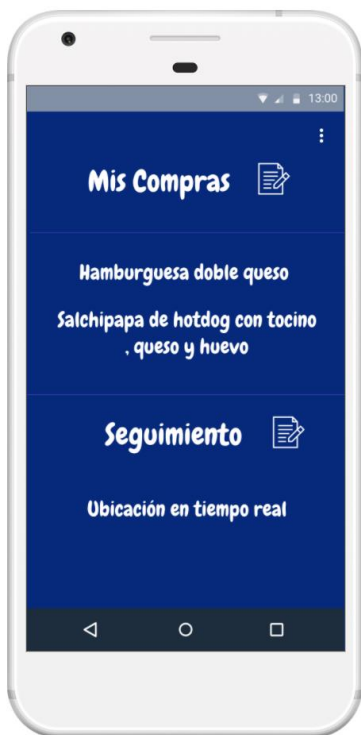 13:00
Mis Compras
Hamburguesa doble queso
Salchipapa de hotdog con tocino
, queso y huevo
Seguimiento
Ubicación en tiempo real